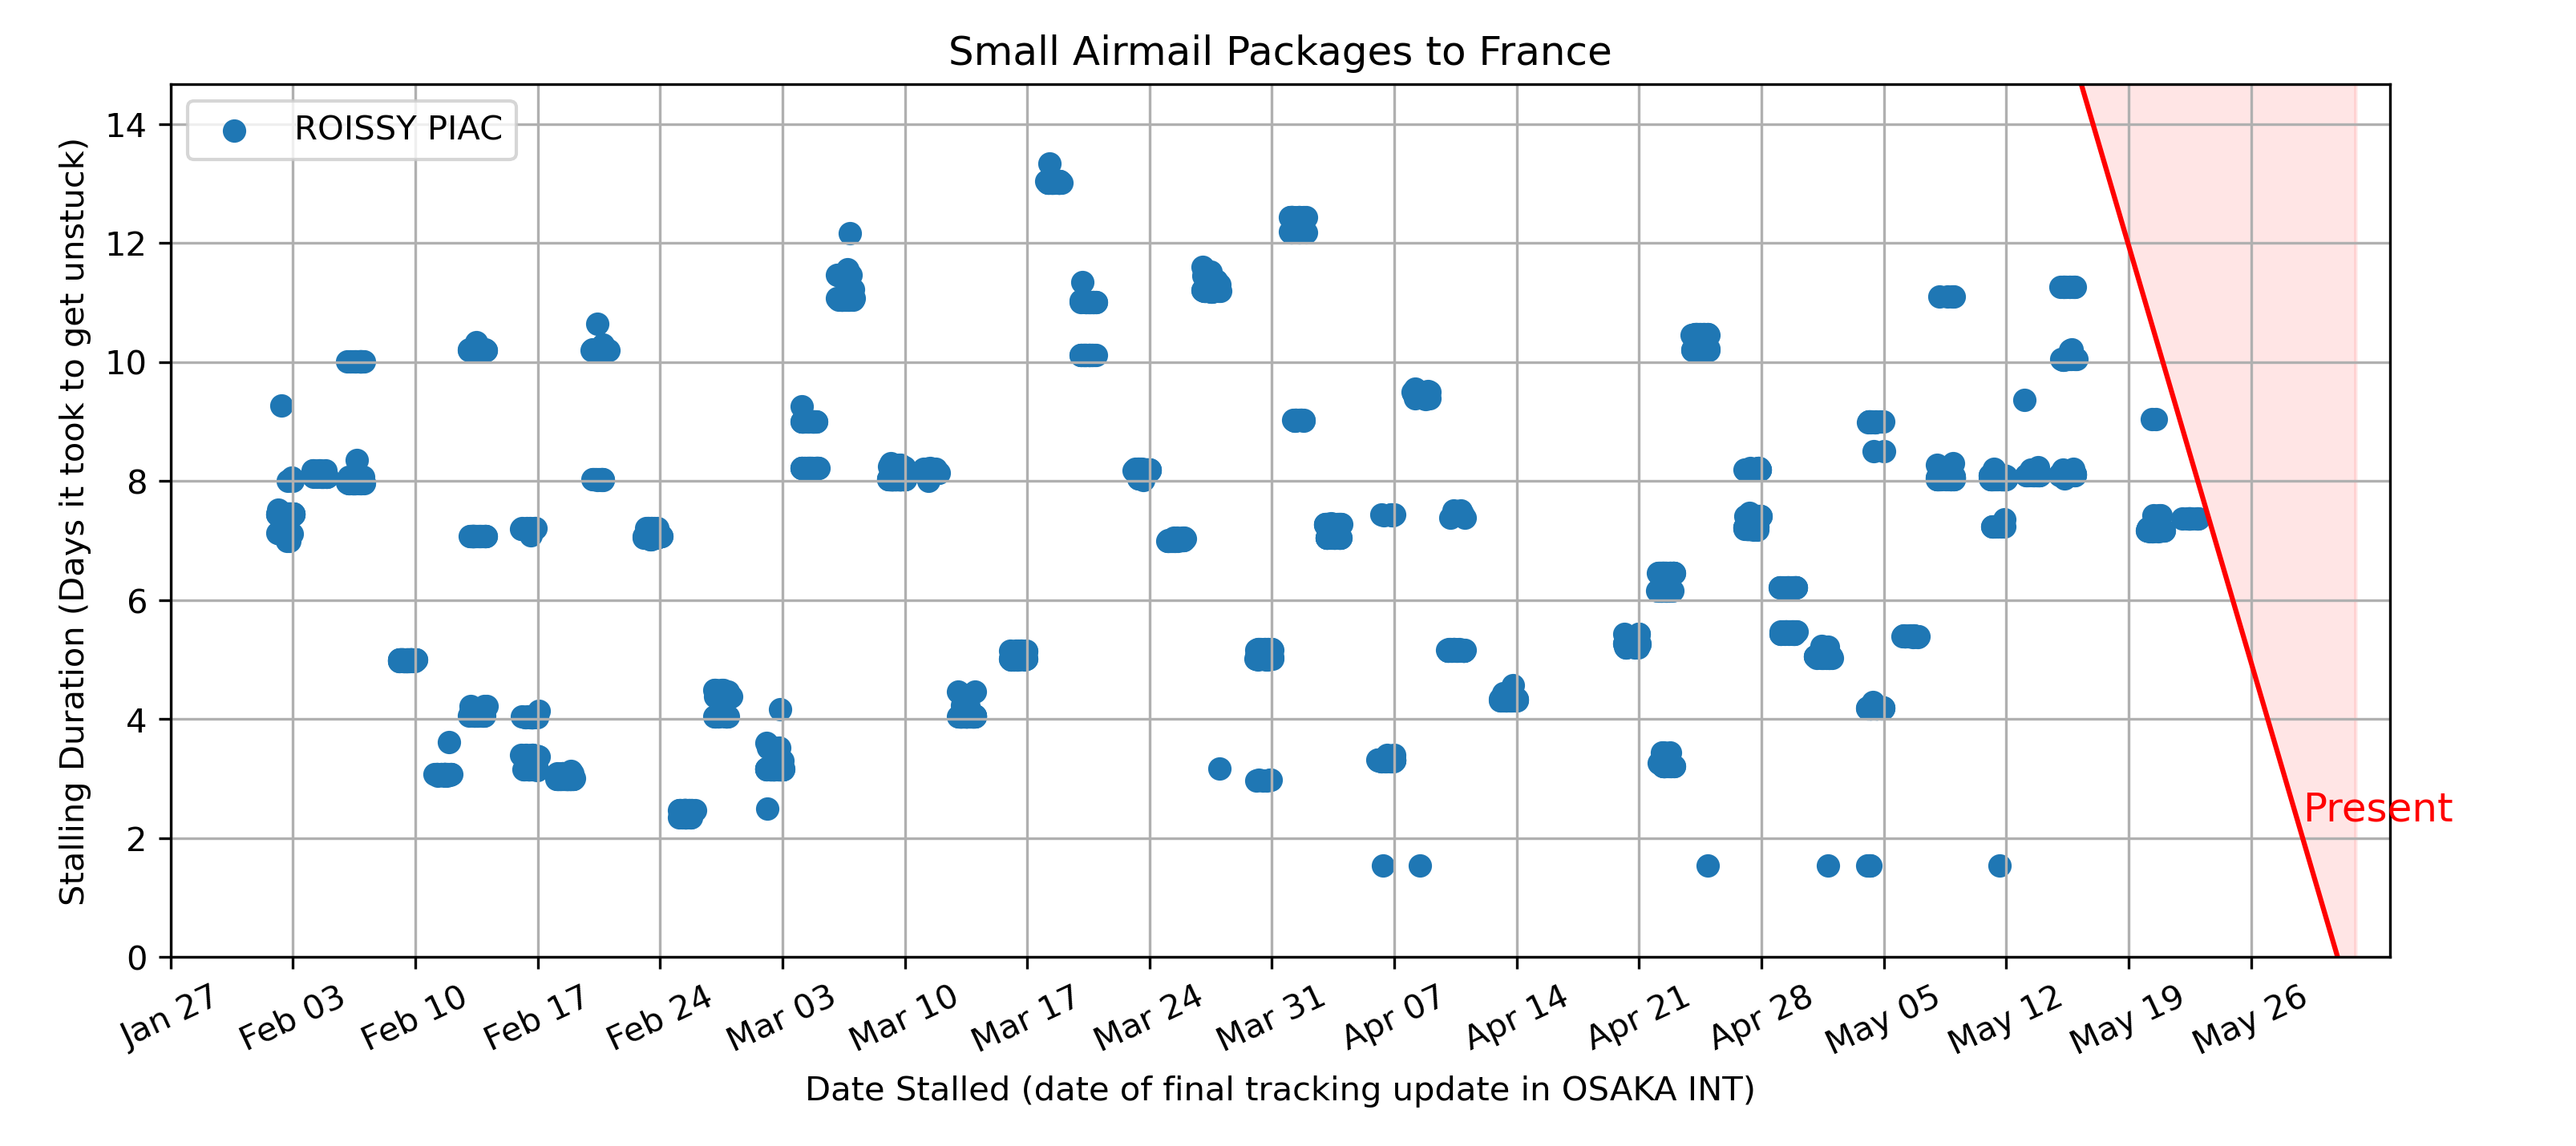 Small Airmail Packages to France
ROISSY PIAC
14
12
10
8
6
4
2
0
Stalling Duration (Days it took to get unstuck)
Present
Jan 27
Feb 03
Feb 10
Feb 17
Feb 24
Mar 03
Mar 10
Mar 17
Mar 24
Mar 31
Apr 07
Apr 14
Apr 21
Apr 28
May 05
May 12
May 19
May 26
Date Stalled (date of final tracking update in OSAKA INT)